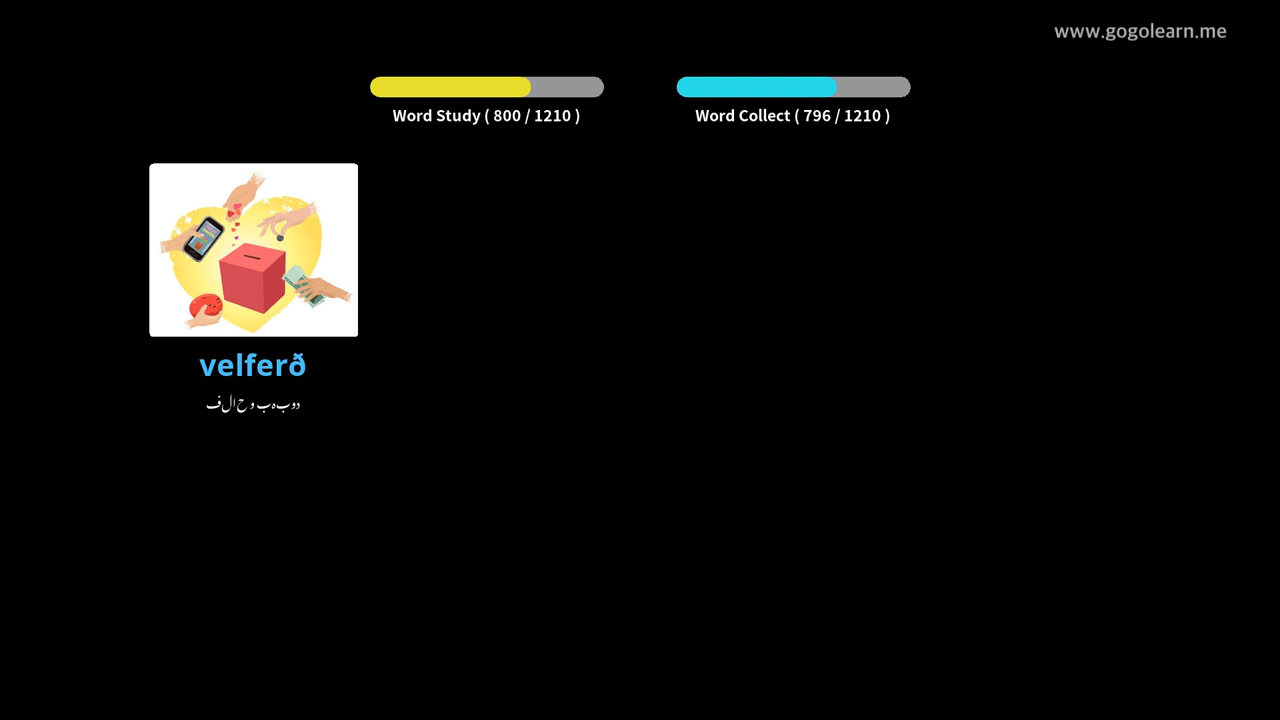 www.gogolearn.me
Word Study ( 800 / 1210 )
Word Collect ( 796 / 1210 )
velferð
فلاح و بہبود